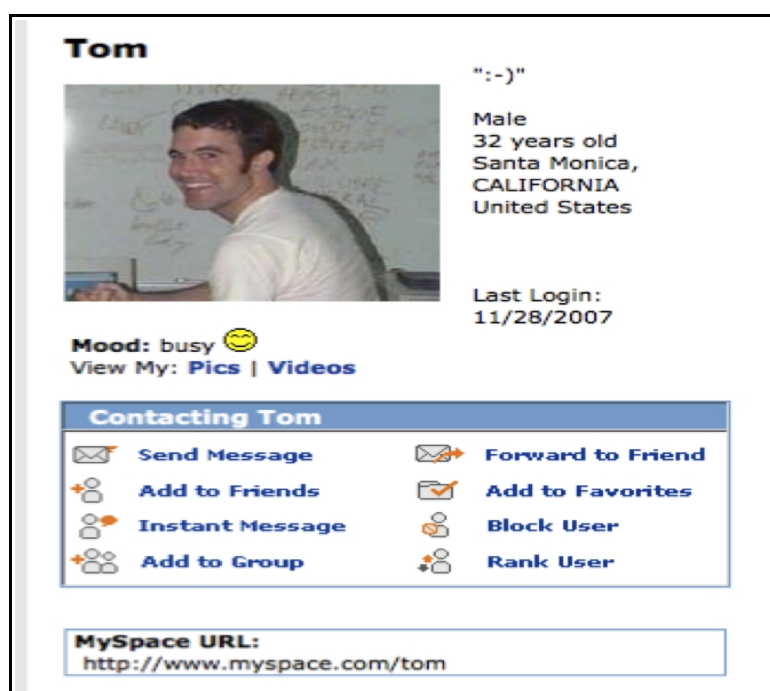 Tom
":-)"
Male
32 years old
Santa Monica,
CALIFORNIA
United States
Last Login:
11/28/2007
Mood: busy
View My: Pics | Videos
Contacting Tom
Send Message
Forward to Friend
Add to Friends
Add to Favorites
Instant Message
Block User
Add to Group
Rank User
MySpace URL:
http://www.myspace.com/tom